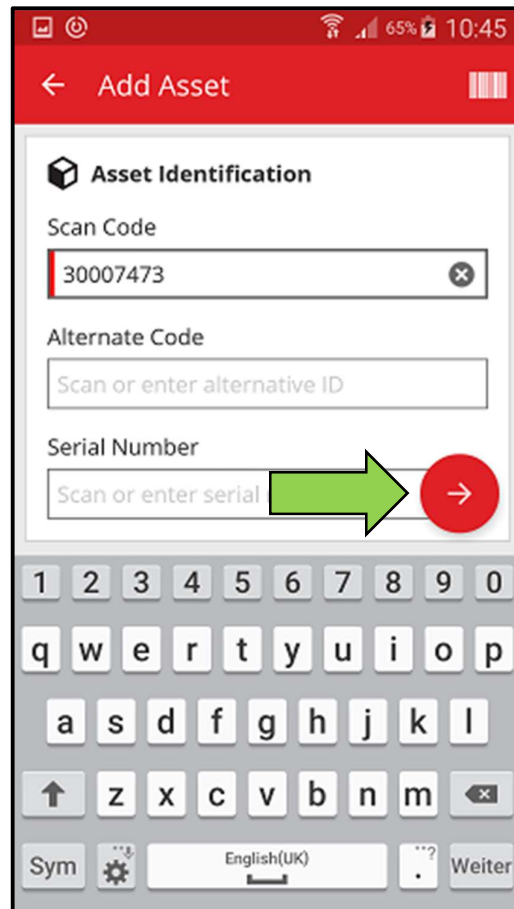 65% 10:45
Add Asset
Asset Identification
Scan Code
30007473
Alternate Code
Scan or enter alternative ID
Serial Number
Scan or enter serial
1 2 3 4 5 6 7 8 9 0
q w e r t y u i o p
a s d f g h j k l
z x c v b n m
Sym English(UK) . ? Weiter